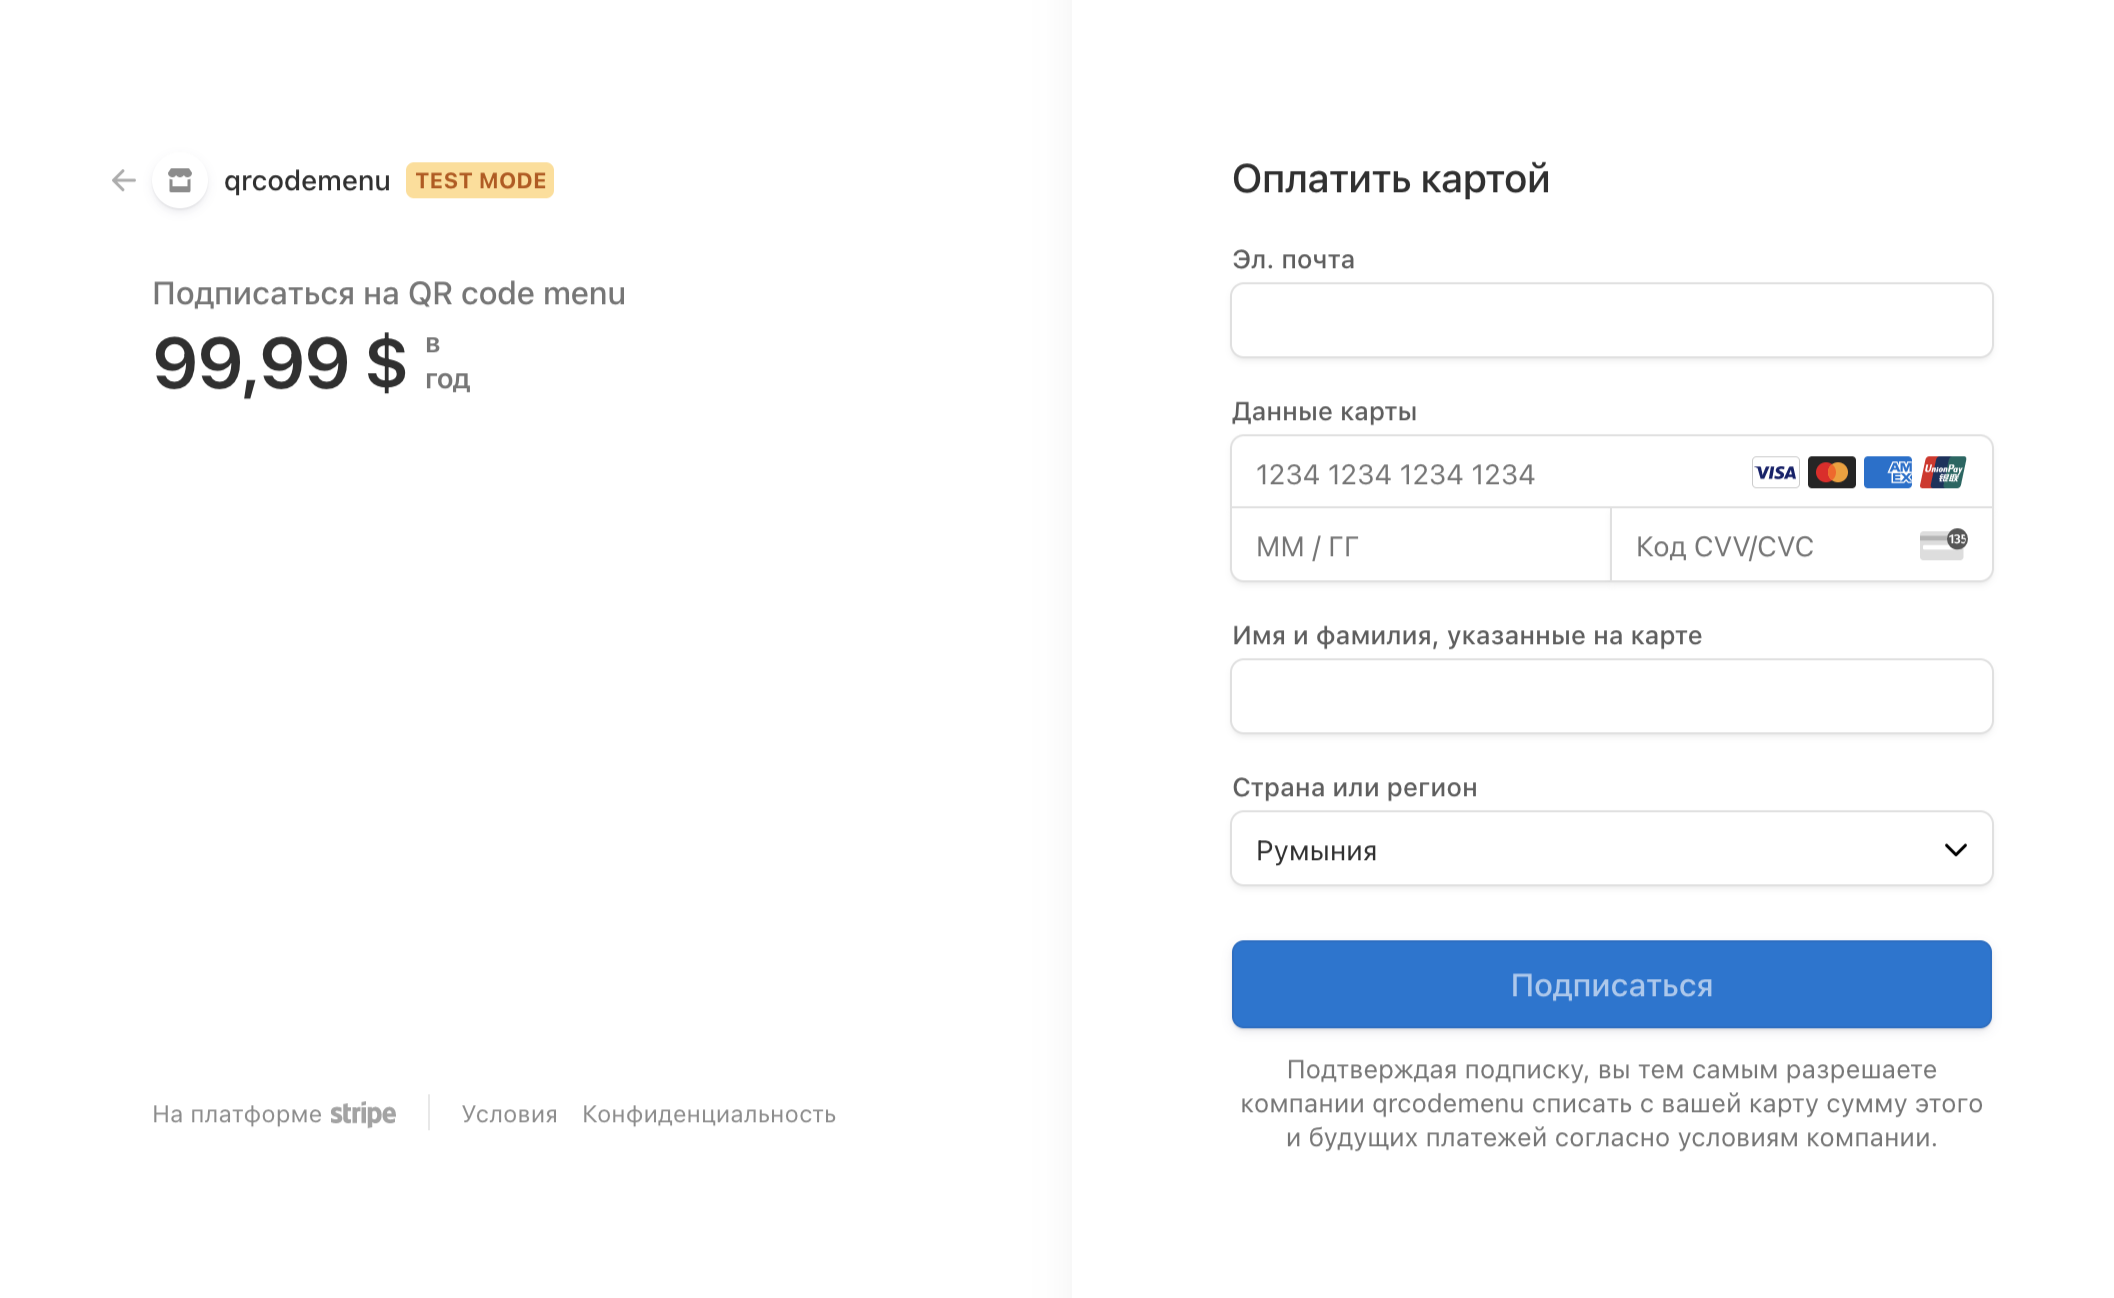 qrcodemenu TEST MODE
Подписаться на QR code menu
99,99 $ в год
На платформе stripe
Условия Конфиденциальность
Оплатить картой
Эл. почта
Данные карты
1234 1234 1234 1234 VISA AMEX UnionPay 银联
ММ / ГГ
Код CVV/CVC 135
Имя и фамилия, указанные на карте
Страна или регион
Румыния
Подписаться
Подтверждая подписку, вы тем самым разрешаете
компании qrcodemenu списать с вашей карту сумму этого
и будущих платежей согласно условиям компании.